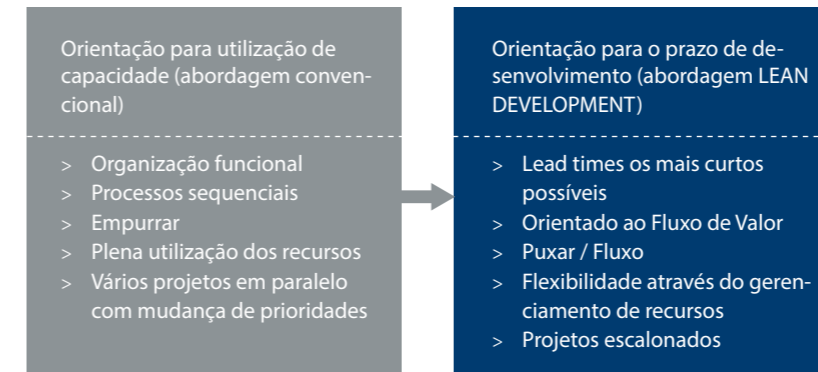 Orientação para utilização de
capacidade (abordagem conven-
cional)
> Organização funcional
> Processos sequenciais
> Empurrar
> Plena utilização dos recursos
> Vários projetos em paralelo
com mudança de prioridades
Orientação para o prazo de de-
senvolvimento (abordagem LEAN
DEVELOPMENT)
> Lead times os mais curtos
possíveis
> Orientado ao Fluxo de Valor
> Puxar / Fluxo
> Flexibilidade através do geren-
ciamento de recursos
> Projetos escalonados